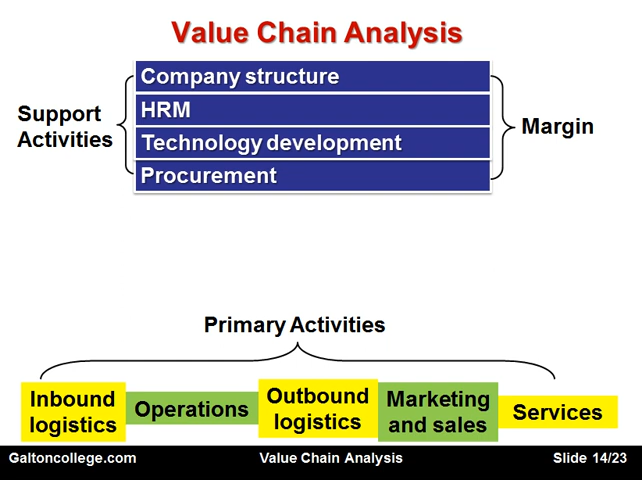 Value Chain Analysis
Support
Activities
Company structure
HRM
Technology development
Procurement
Margin
Primary Activities
Inbound
logistics
Operations
Outbound
logistics
Marketing
and sales
Services
Galtoncollege.com
Value Chain Analysis
Slide 14/23